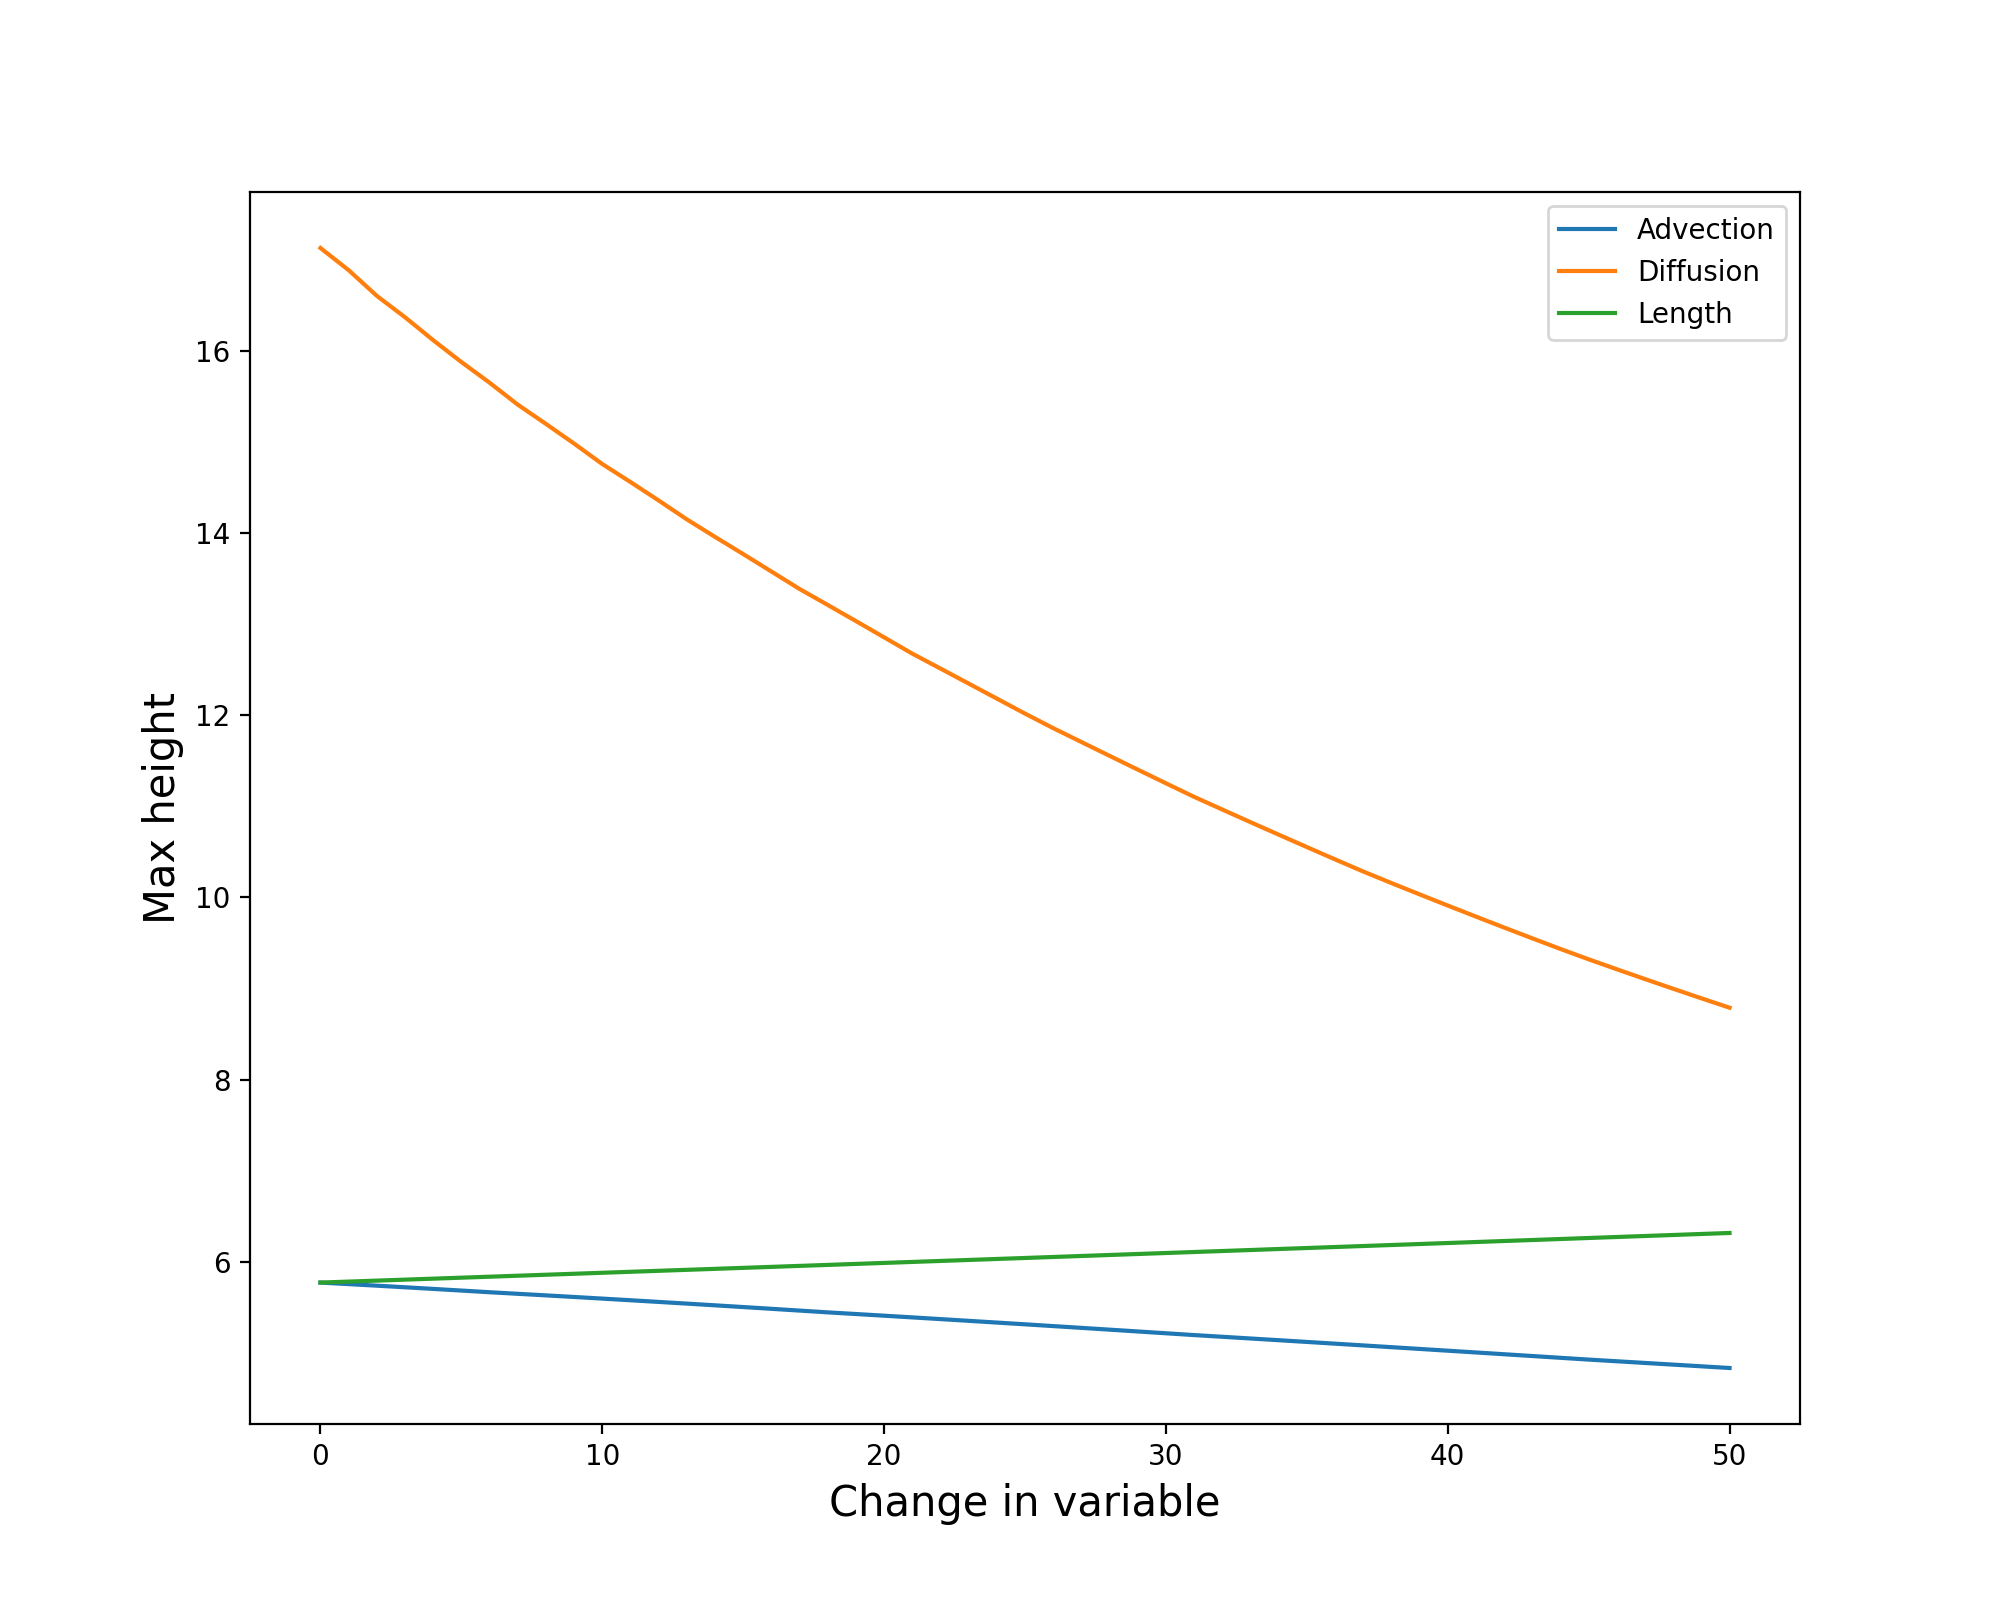 Advection
Diffusion
Length
16
14
12
10
8
6
Max height
0 10 20 30 40 50
Change in variable